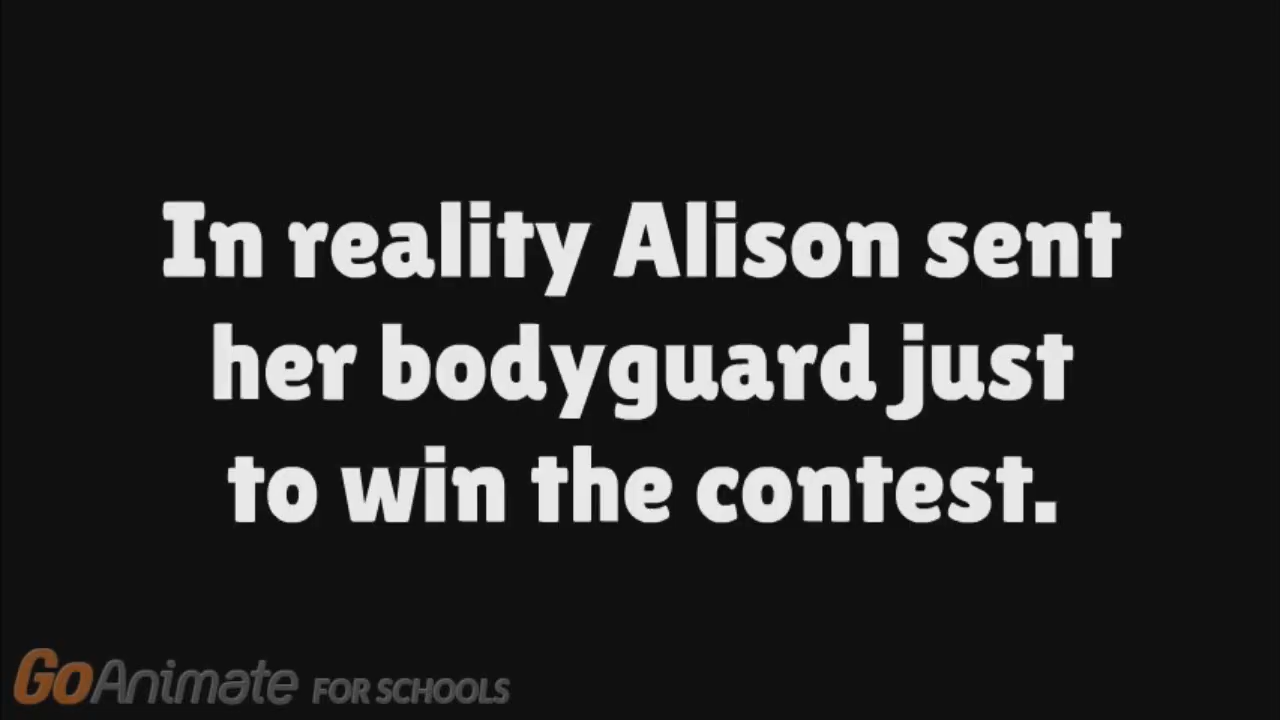 In reality Alison sent
her bodyguard just
to win the contest.
GoAnimate FOR SCHOOLS